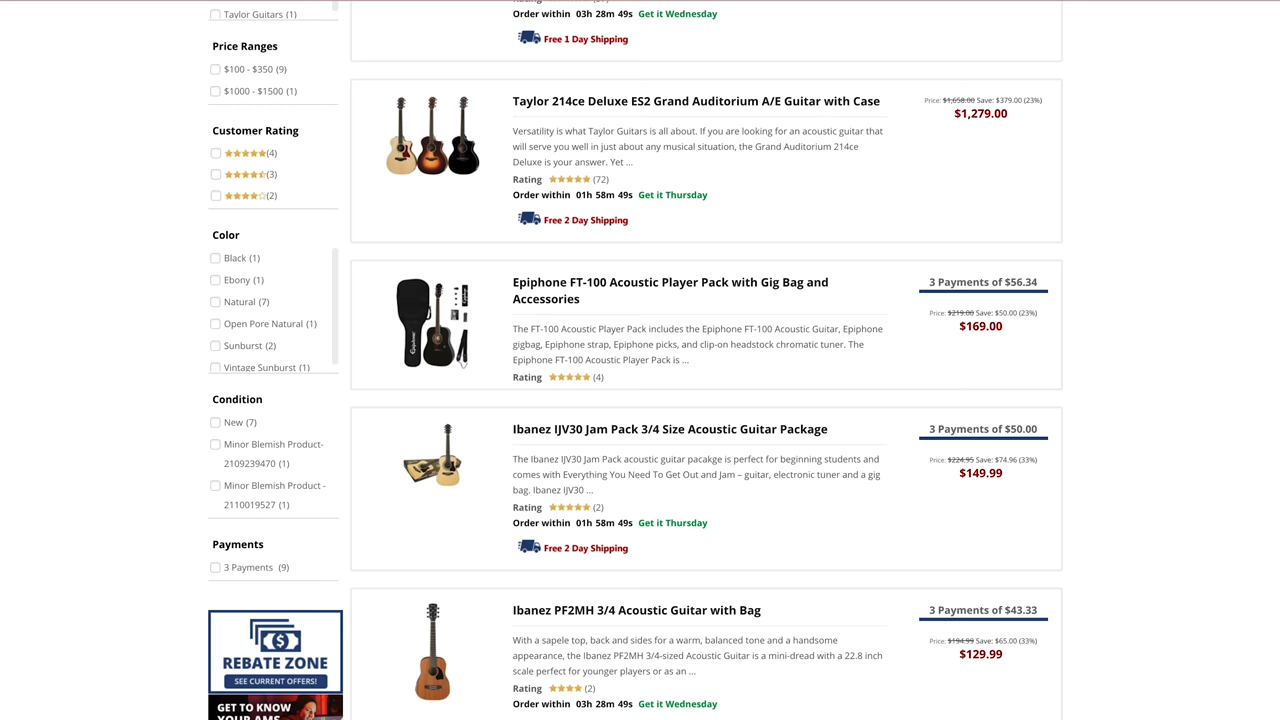 Taylor Guitars (1)
Price Ranges
$100 - $350 (9)
$1000 - $1500 (1)
Customer Rating
(4)
(3)
(2)
Color
Black (1)
Ebony (1)
Natural (7)
Open Pore Natural (1)
Sunburst (2)
Vintage Sunburst (1)
Condition
New (7)
Minor Blemish Product-
2109239470 (1)
Minor Blemish Product -
2110019527 (1)
Payments
3 Payments (9)
REBATE ZONE
SEE CURRENT OFFERS!
GET TO KNOW
YOUR AMS
Order within 03h 28m 49s Get it Wednesday
Free 1 Day Shipping
Taylor 214ce Deluxe ES2 Grand Auditorium A/E Guitar with Case
Versatility is what Taylor Guitars is all about. If you are looking for an acoustic guitar that
will serve you well in just about any musical situation, the Grand Auditorium 214ce
Deluxe is your answer. Yet ...
Rating (72)
Order within 01h 58m 49s Get it Thursday
Free 2 Day Shipping
Price: $1,658.00 Save: $379.00 (23%)
$1,279.00
Epiphone FT-100 Acoustic Player Pack with Gig Bag and
Accessories
The FT-100 Acoustic Player Pack includes the Epiphone FT-100 Acoustic Guitar, Epiphone
gigbag, Epiphone strap, Epiphone picks, and clip-on headstock chromatic tuner. The
Epiphone FT-100 Acoustic Player Pack is ...
Rating (4)
3 Payments of $56.34
Price: $219.00 Save: $50.00 (23%)
$169.00
Ibanez IJV30 Jam Pack 3/4 Size Acoustic Guitar Package
The Ibanez IJV30 Jam Pack acoustic guitar pacakge is perfect for beginning students and
comes with Everything You Need To Get Out and Jam – guitar, electronic tuner and a gig
bag. Ibanez IJV30 ...
Rating (2)
Order within 01h 58m 49s Get it Thursday
Free 2 Day Shipping
3 Payments of $50.00
Price: $224.95 Save: $74.96 (33%)
$149.99
Ibanez PF2MH 3/4 Acoustic Guitar with Bag
With a sapele top, back and sides for a warm, balanced tone and a handsome
appearance, the Ibanez PF2MH 3/4-sized Acoustic Guitar is a mini-dread with a 22.8 inch
scale perfect for younger players or as an ...
Rating (2)
Order within 03h 28m 49s Get it Wednesday
3 Payments of $43.33
Price: $194.99 Save: $65.00 (33%)
$129.99